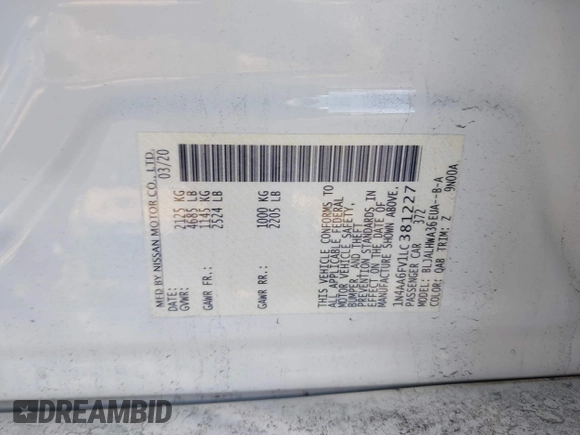 MFD BY NISSAN MOTOR CO., LTD.
DATE: 03/20
GVWR: 2125 KG
4685 LB
GAWR FR.: 1145 KG
2524 LB
GAWR RR.: 1000 KG
2205 LB
THIS VEHICLE CONFORMS TO
ALL APPLICABLE FEDERAL
MOTOR VEHICLE SAFETY,
BUMPER, AND THEFT
PREVENTION STANDARDS IN
EFFECT ON THE DATE OF
MANUFACTURE SHOWN ABOVE.
1N4AA6FV1LC381227
PASSENGER CAR 372
MODEL: BLJALHWA36EUA--B-A
COLOR: QAB TRIM: Z 9N00A
DREAMBID